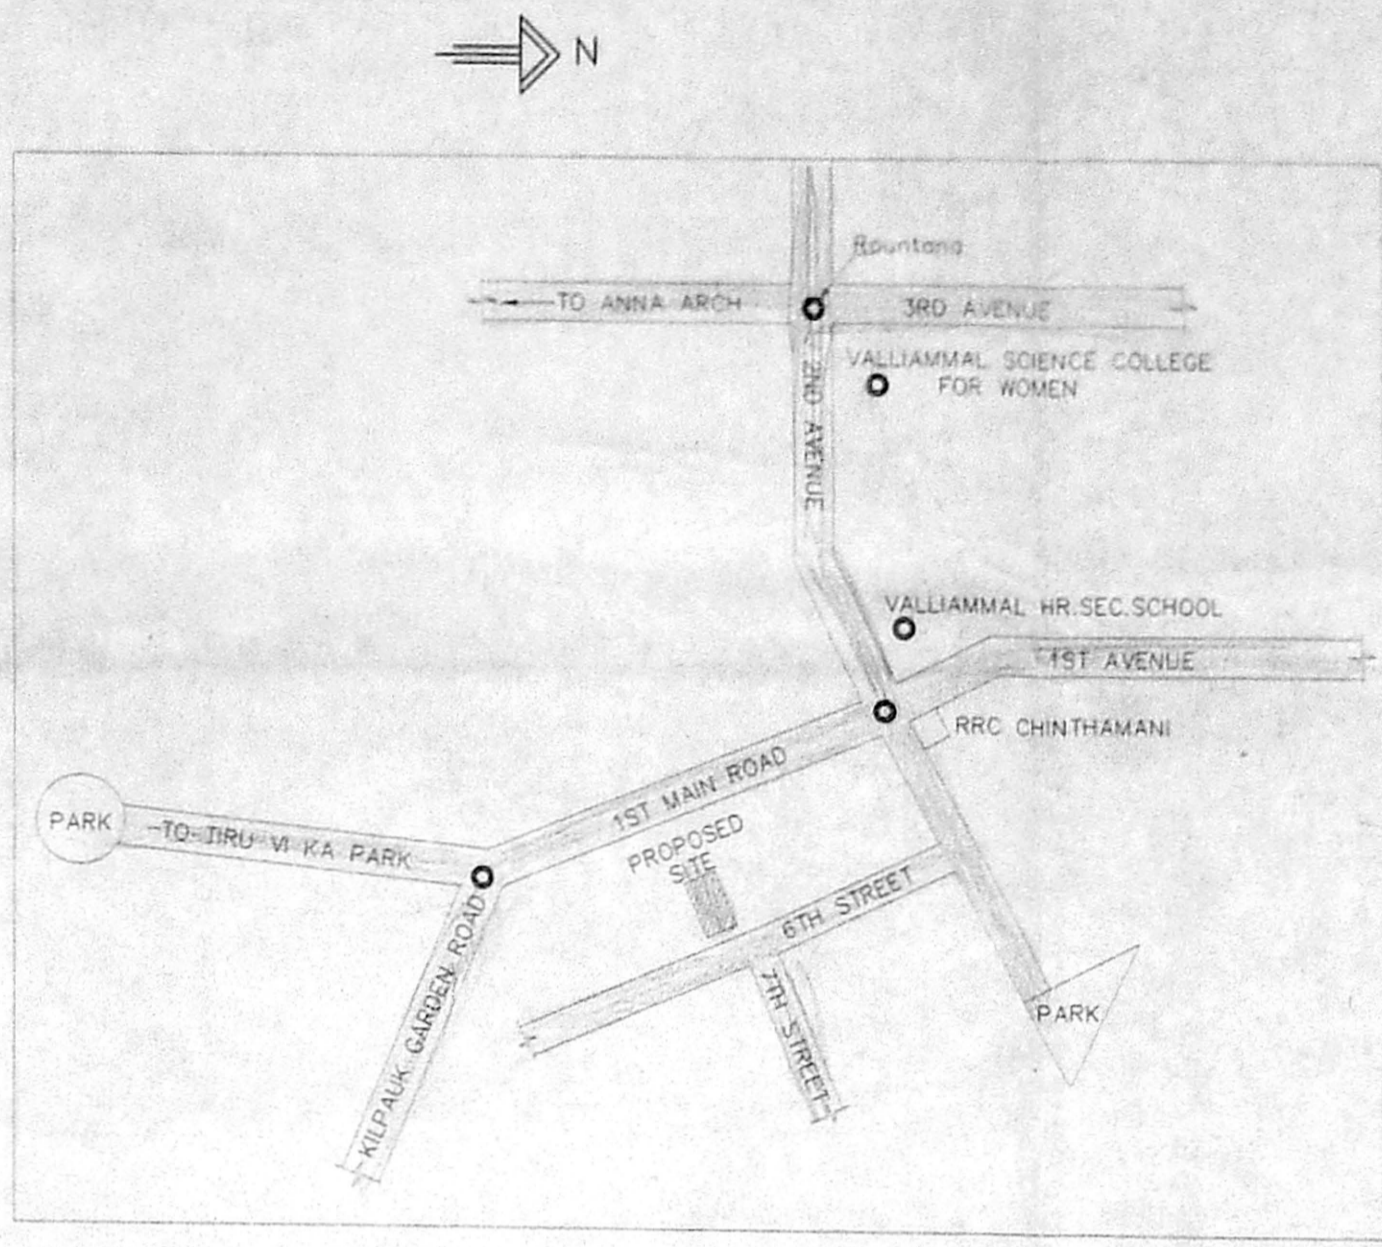 N
Rountana
TO ANNA ARCH
3RD AVENUE
VALLIAMMAL SCIENCE COLLEGE
FOR WOMEN
2ND AVENUE
VALLIAMMAL HR.SEC.SCHOOL
1ST AVENUE
RRC CHINTHAMANI
1ST MAIN ROAD
PARK
TO TIRU VI KA PARK
PROPOSED
SITE
6TH STREET
KILPAUK GARDEN ROAD
7TH STREET
PARK